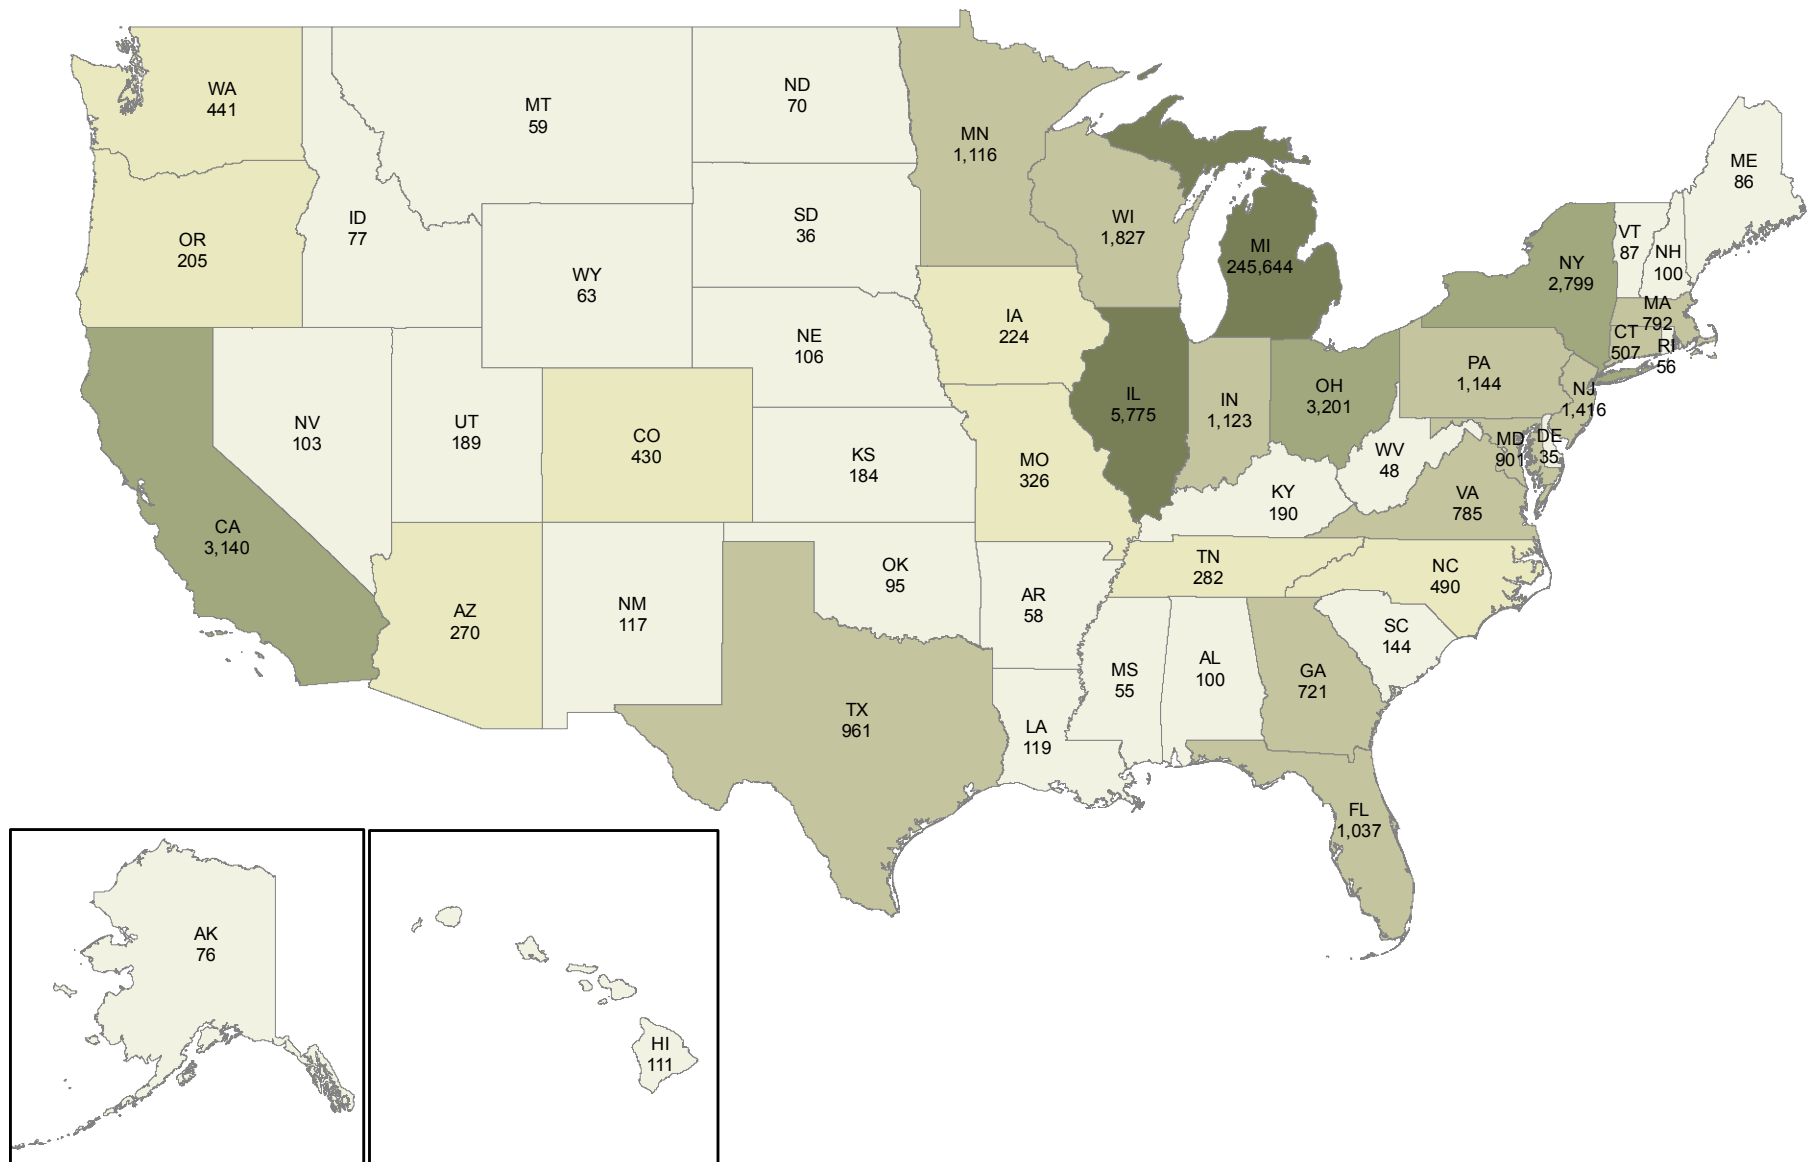 WA
441
MT
59
ND
70
MN
1,116
ME
86
OR
205
ID
77
SD
36
WI
1,827
MI
245,644
VT
87
NH
100
NY
2,799
WY
63
MA
792
CT
507
RI
56
IA
224
NE
106
PA
1,144
NJ
1,416
IL
5,775
IN
1,123
OH
3,201
NV
103
UT
189
CO
430
KS
184
MO
326
WV
48
MD
901
DE
35
KY
190
VA
785
CA
3,140
TN
282
NC
490
OK
95
AR
58
AZ
270
NM
117
SC
144
MS
55
AL
100
GA
721
TX
961
LA
119
FL
1,037
AK
76
HI
111